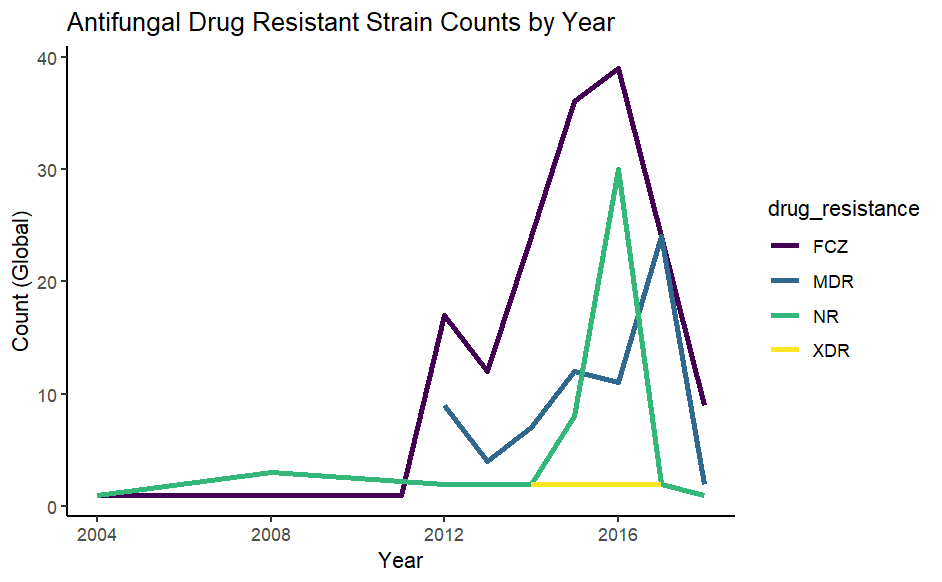 Antifungal Drug Resistant Strain Counts by Year
Count (Global)
40
30
20
10
0
2004
2008
2012
2016
Year
drug_resistance
FCZ
MDR
NR
XDR